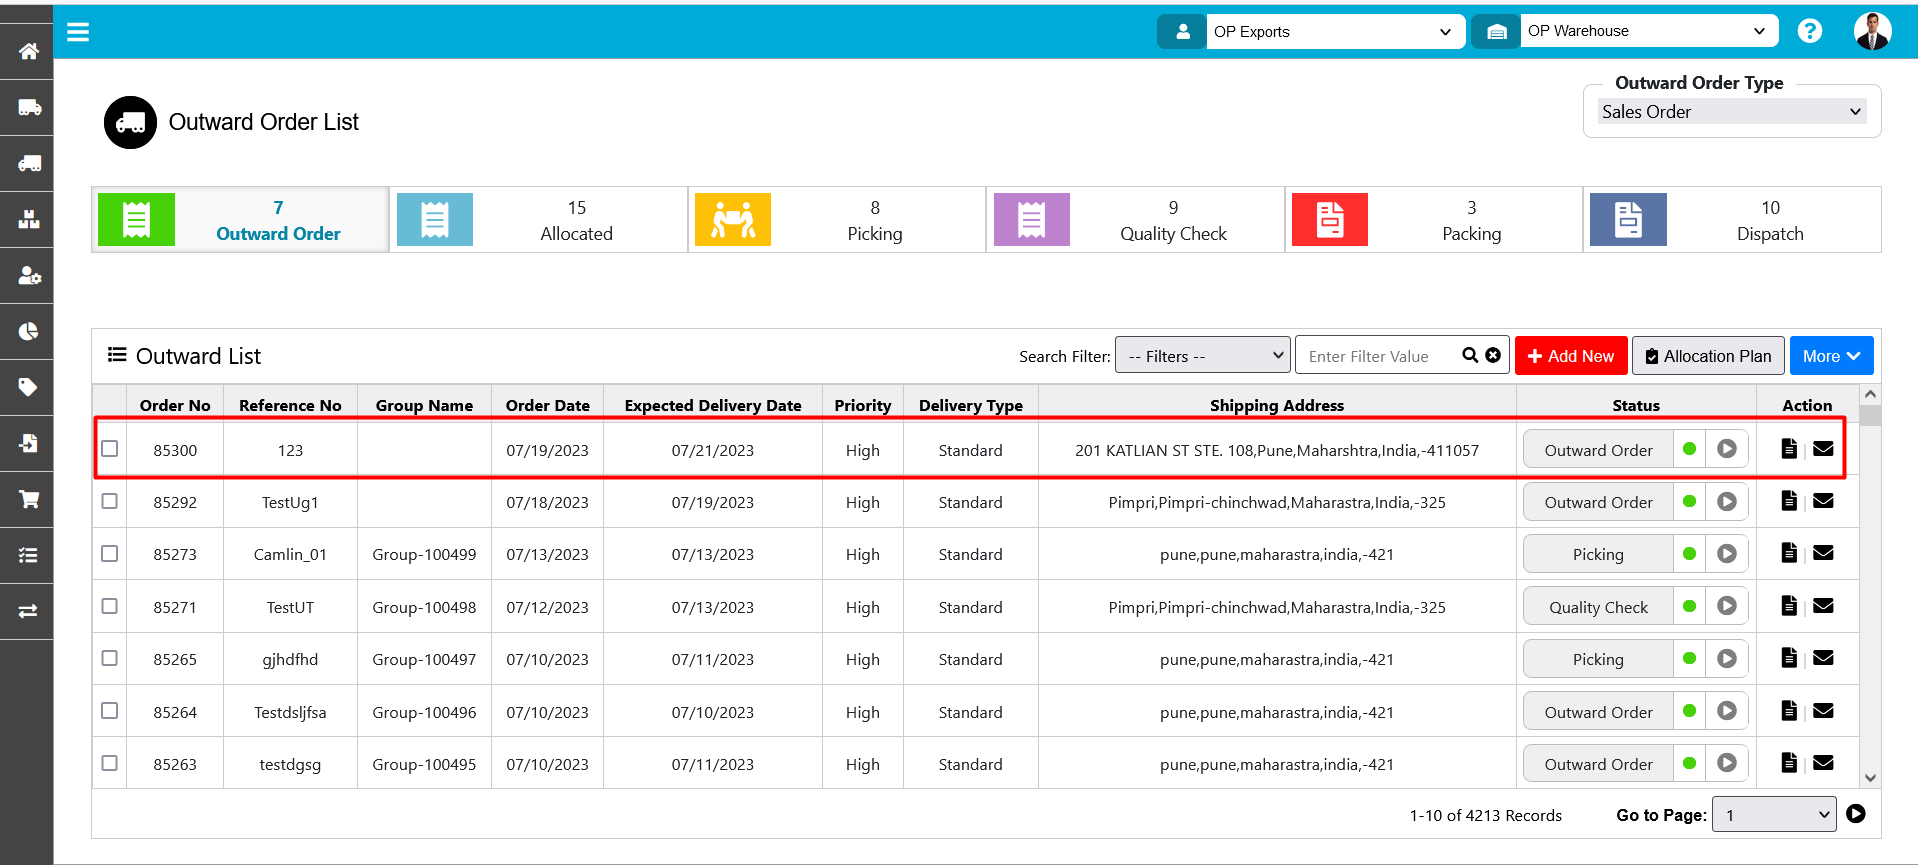 OP Exports OP Warehouse ?
Outward Order Type
Sales Order
Outward Order List
7 15 8 9 3 10
Outward Order Allocated Picking Quality Check Packing Dispatch
Outward List Search Filter: -- Filters -- Enter Filter Value Add New Allocation Plan More
Order No Reference No Group Name Order Date Expected Delivery Date Priority Delivery Type Shipping Address Status Action
85300 123 07/19/2023 07/21/2023 High Standard 201 KATLIAN ST STE. 108,Pune,Maharshtra,India,-411057 Outward Order
85292 TestUg1 07/18/2023 07/19/2023 High Standard Pimpri,Pimpri-chinchwad,Maharastra,India,-325 Outward Order
85273 Camlin_01 Group-100499 07/13/2023 07/13/2023 High Standard pune,pune,maharastra,india,-421 Picking
85271 TestUT Group-100498 07/12/2023 07/13/2023 High Standard Pimpri,Pimpri-chinchwad,Maharastra,India,-325 Quality Check
85265 gjhdfhd Group-100497 07/10/2023 07/11/2023 High Standard pune,pune,maharastra,india,-421 Picking
85264 Testdsljfsa Group-100496 07/10/2023 07/10/2023 High Standard pune,pune,maharastra,india,-421 Outward Order
85263 testdgsg Group-100495 07/10/2023 07/11/2023 High Standard pune,pune,maharastra,india,-421 Outward Order
1-10 of 4213 Records Go to Page: 1